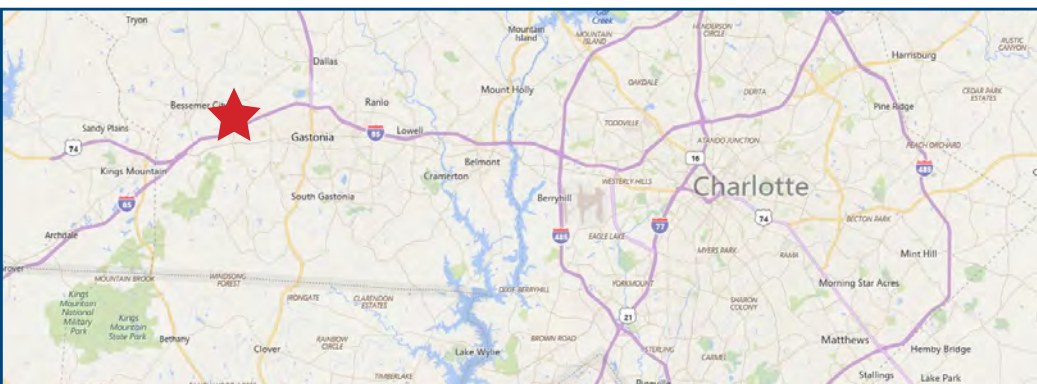 Tryon
Dallas
Mountain
Island
Creek
MOUNTAIN
ISLAND
HENDERSON
CIRCLE
Harrisburg
RUSTIC
CANYON
Bessemer City
Ranlo
Mount Holly
OAKDALE
DERITA
CEDAR PARK
ESTATES
Pine Ridge
Sandy Plains
74
Gastonia
85
Lowell
TODDVILLE
ATANDO JUNCTION
PEACH ORCHARD
Kings Mountain
Belmont
Cramerton
16
485
WESTERLY HILLS
Charlotte
85
South Gastonia
Berryhill
77
74
BECTON PARK
Archdale
485
EAGLE LAKE
MYERS PARK
RAMA
Mint Hill
Grover
MOUNTAIN BROOK
WINDSONG
FOREST
IRONGATE
CLARENDON
ESTATES
DIXIE BERRYHILL
YORKMOUNT
SHARON
COLONY
Morning Star Acres
Kings
Mountain
National
Military
Park
Kings
Mountain
State Park
Bethany
Clover
RAINBOW
CIRCLE
Lake Wylie
BROWN ROAD
21
STERLING
CARMEL
Matthews
Hemby Bridge
TIMBERLAKE
Pineville
Stallings
Lake Park